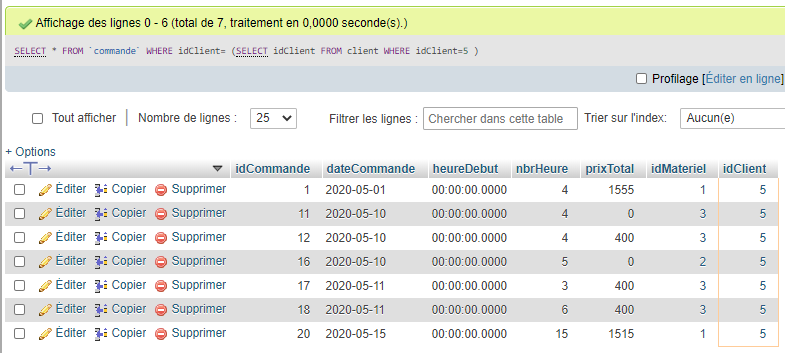 Affichage des lignes 0 - 6 (total de 7, traitement en 0,0000 seconde(s).)
SELECT * FROM `commande` WHERE idClient= (SELECT idClient FROM client WHERE idClient=5 )
Profilage [Éditer en ligne]
Tout afficher Nombre de lignes : 25 Filtrer les lignes : Chercher dans cette table Trier sur l'index: Aucun(e)
+ Options
←T→ idCommande dateCommande heureDebut nbrHeure prixTotal idMateriel idClient
Éditer Copier Supprimer 1 2020-05-01 00:00:00.0000 4 1555 1 5
Éditer Copier Supprimer 11 2020-05-10 00:00:00.0000 4 0 3 5
Éditer Copier Supprimer 12 2020-05-10 00:00:00.0000 4 400 3 5
Éditer Copier Supprimer 16 2020-05-10 00:00:00.0000 5 0 2 5
Éditer Copier Supprimer 17 2020-05-11 00:00:00.0000 3 400 3 5
Éditer Copier Supprimer 18 2020-05-11 00:00:00.0000 6 400 3 5
Éditer Copier Supprimer 20 2020-05-15 00:00:00.0000 15 1515 1 5